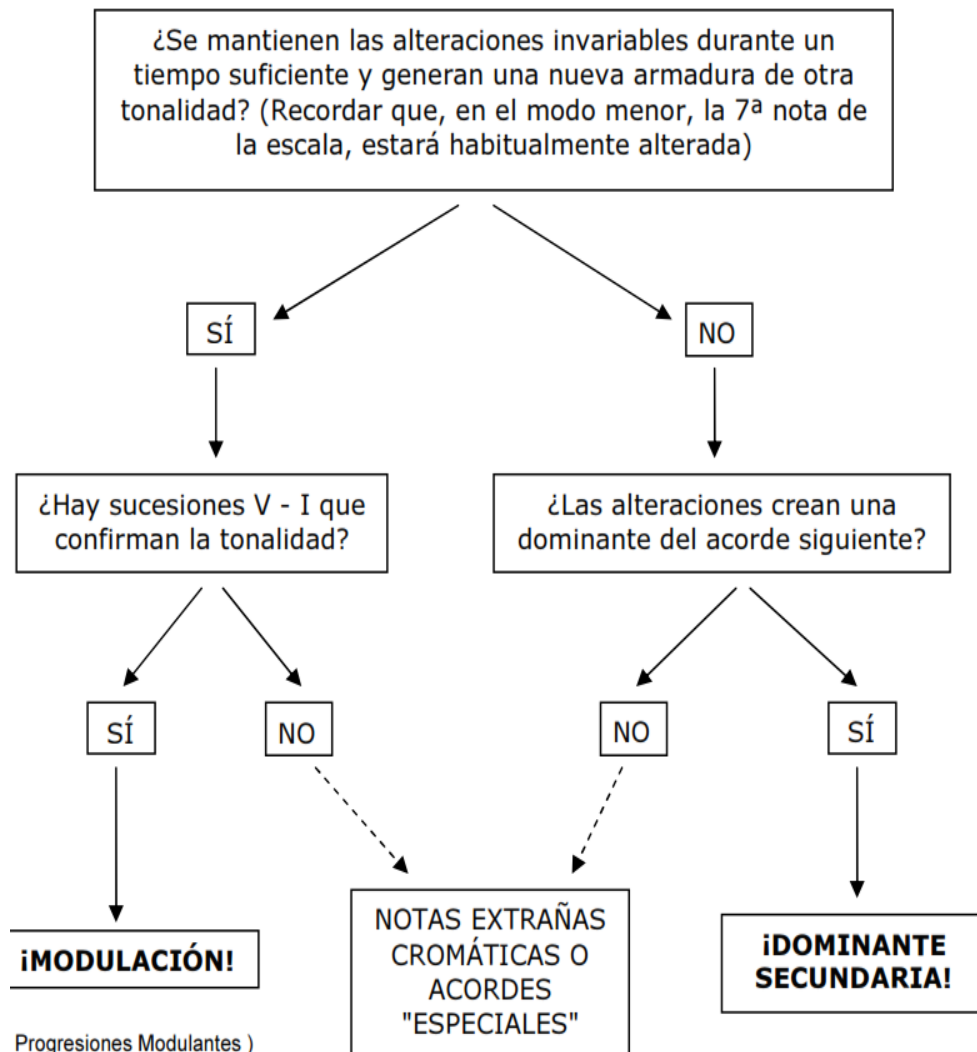 ¿Se mantienen las alteraciones invariables durante un
tiempo suficiente y generan una nueva armadura de otra
tonalidad? (Recordar que, en el modo menor, la 7ª nota de
la escala, estará habitualmente alterada)
SÍ
NO
¿Hay sucesiones V - I que
confirman la tonalidad?
¿Las alteraciones crean una
dominante del acorde siguiente?
SÍ
NO
NO
SÍ
¡MODULACIÓN!
NOTAS EXTRAÑAS
CROMÁTICAS O
ACORDES
"ESPECIALES"
¡DOMINANTE
SECUNDARIA!
Progresiones Modulantes )